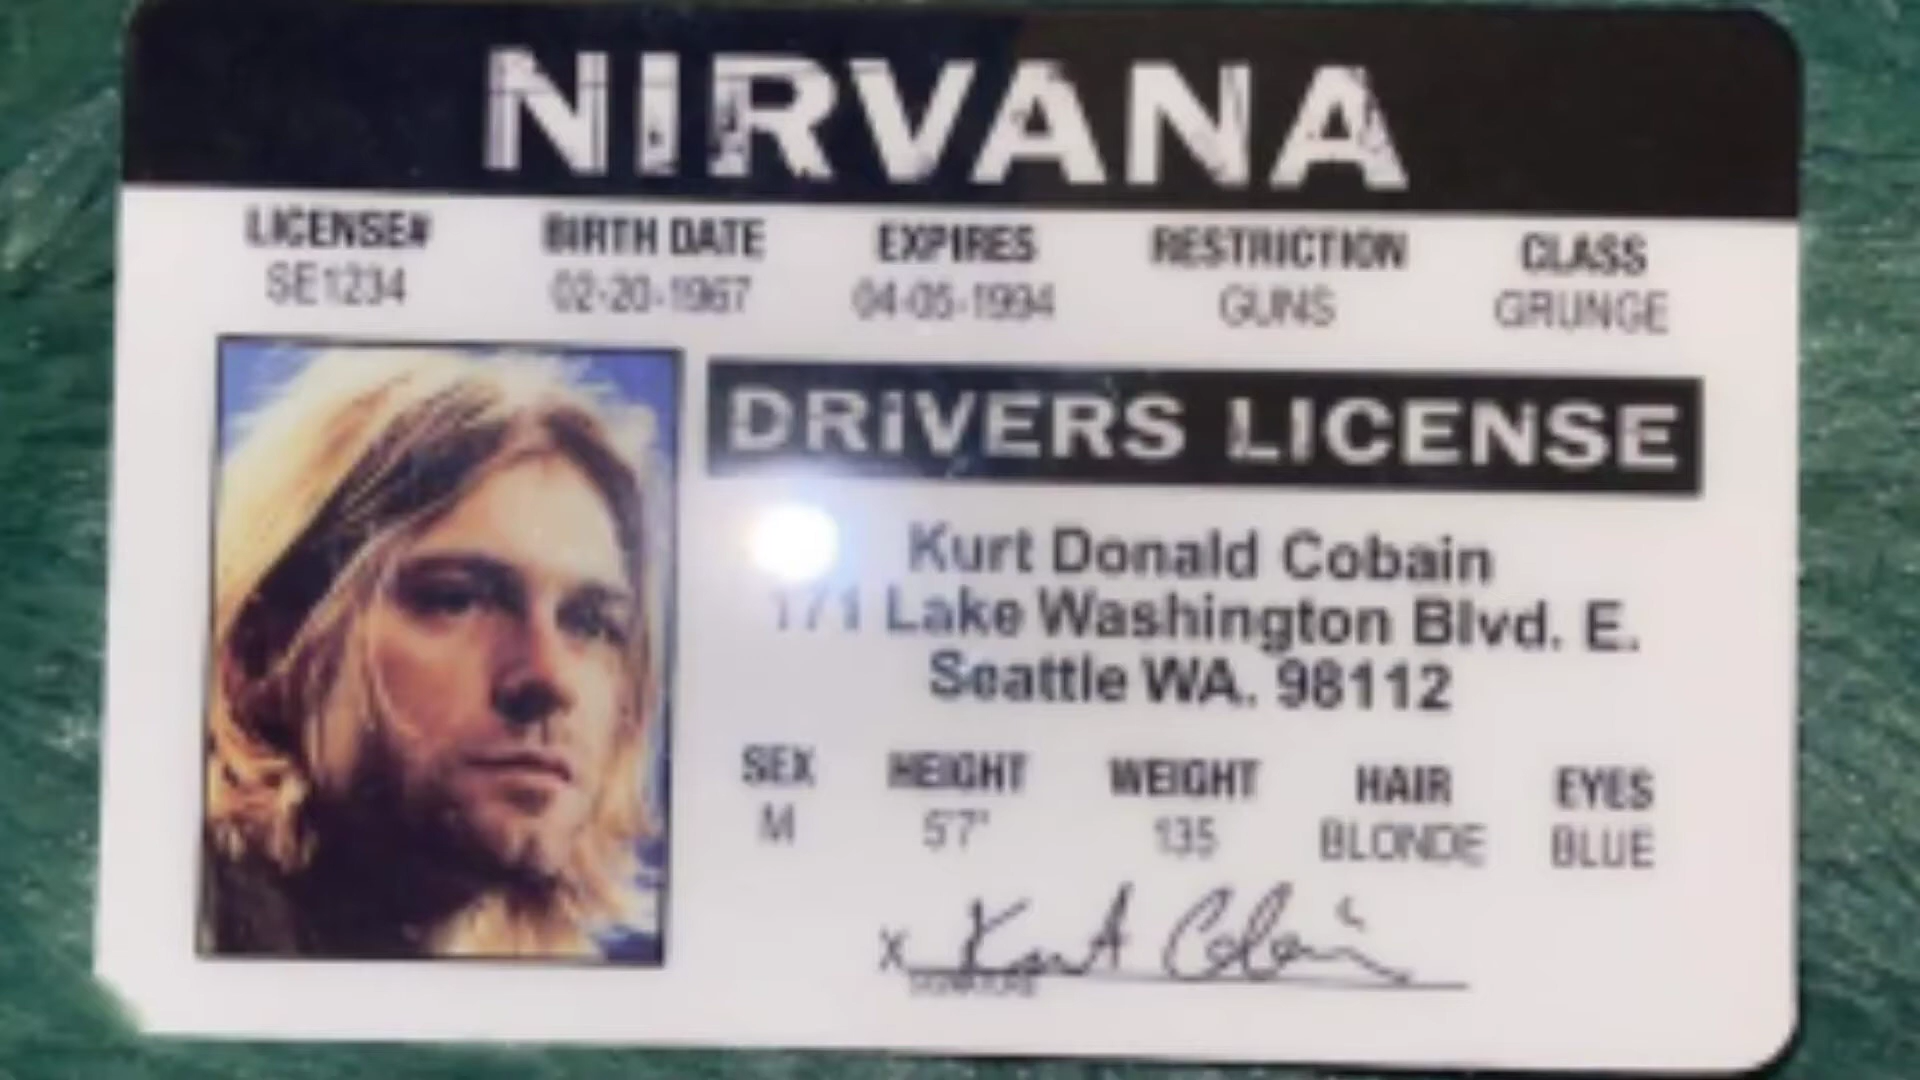 NIRVANA
LICENSE# BIRTH DATE EXPIRES RESTRICTION CLASS
SE1234 02-20-1967 04-05-1994 GUNS GRUNGE
DRIVERS LICENSE
Kurt Donald Cobain
171 Lake Washington Blvd. E.
Seattle WA. 98112
SEX HEIGHT WEIGHT HAIR EYES
M 5'7" 135 BLONDE BLUE
X Kurt Cobain
SIGNATURE